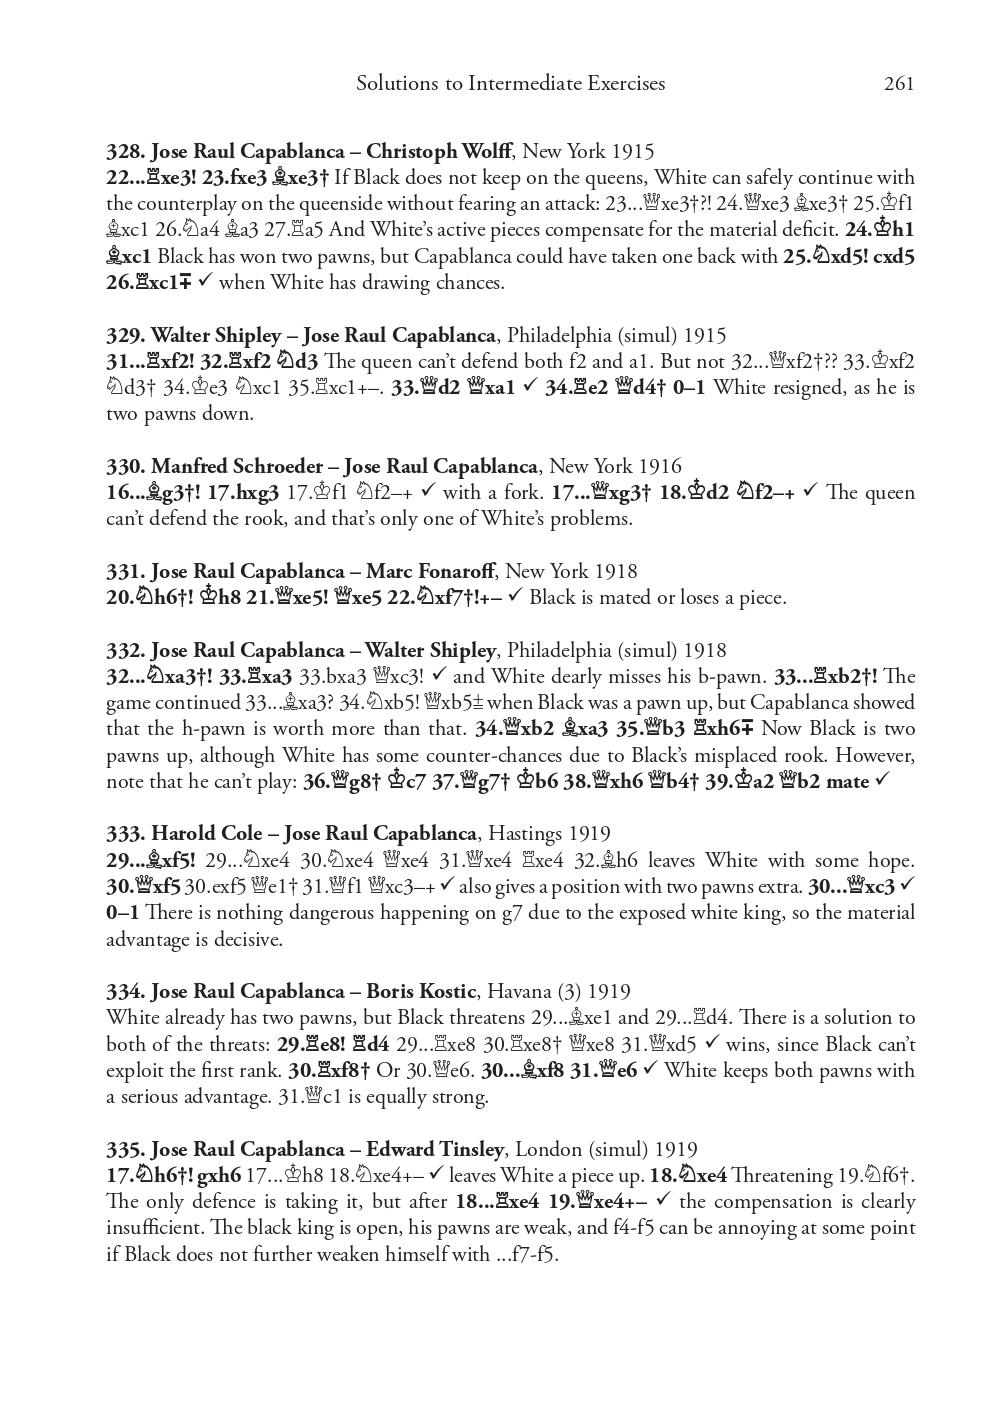 Solutions to Intermediate Exercises 261
328. Jose Raul Capablanca – Christoph Wolff, New York 1915
22...♖xe3! 23.fxe3 ♗xe3† If Black does not keep on the queens, White can safely continue with
the counterplay on the queenside without fearing an attack: 23...♕xe3†?! 24.♕xe3 ♗xe3† 25.♔f1
♗xc1 26.♘a4 ♗a3 27.♖a5 And White's active pieces compensate for the material deficit. 24.♔h1
♗xc1 Black has won two pawns, but Capablanca could have taken one back with 25.♘xd5! cxd5
26.♖xc1∓ ✓ when White has drawing chances.
329. Walter Shipley – Jose Raul Capablanca, Philadelphia (simul) 1915
31...♖xf2! 32.♖xf2 ♘d3 The queen can't defend both f2 and a1. But not 32...♕xf2†?? 33.♔xf2
♘d3† 34.♔e3 ♘xc1 35.♖xc1+–. 33.♕d2 ♕xa1 ✓ 34.♖e2 ♕d4† 0–1 White resigned, as he is
two pawns down.
330. Manfred Schroeder – Jose Raul Capablanca, New York 1916
16...♗g3†! 17.hxg3 17.♔f1 ♘f2–+ ✓ with a fork. 17...♕xg3† 18.♔d2 ♘f2–+ ✓ The queen
can't defend the rook, and that's only one of White's problems.
331. Jose Raul Capablanca – Marc Fonaroff, New York 1918
20.♘h6†! ♔h8 21.♕xe5! ♕xe5 22.♘xf7†!+– ✓ Black is mated or loses a piece.
332. Jose Raul Capablanca – Walter Shipley, Philadelphia (simul) 1918
32...♘xa3†! 33.♖xa3 33.bxa3 ♕xc3! ✓ and White dearly misses his b-pawn. 33...♖xb2†! The
game continued 33...♗xa3? 34.♘xb5! ♕xb5± when Black was a pawn up, but Capablanca showed
that the h-pawn is worth more than that. 34.♕xb2 ♗xa3 35.♕b3 ♖xh6∓ Now Black is two
pawns up, although White has some counter-chances due to Black's misplaced rook. However,
note that he can't play: 36.♕g8† ♔c7 37.♕g7† ♔b6 38.♕xh6 ♕b4† 39.♔a2 ♕b2 mate ✓
333. Harold Cole – Jose Raul Capablanca, Hastings 1919
29...♗xf5! 29...♘xe4 30.♘xe4 ♕xe4 31.♕xe4 ♖xe4 32.♗h6 leaves White with some hope.
30.♕xf5 30.exf5 ♕e1† 31.♕f1 ♕xc3–+ ✓ also gives a position with two pawns extra. 30...♕xc3 ✓
0–1 There is nothing dangerous happening on g7 due to the exposed white king, so the material
advantage is decisive.
334. Jose Raul Capablanca – Boris Kostic, Havana (3) 1919
White already has two pawns, but Black threatens 29...♗xe1 and 29...♖d4. There is a solution to
both of the threats: 29.♖e8! ♖d4 29...♖xe8 30.♖xe8† ♕xe8 31.♕xd5 ✓ wins, since Black can't
exploit the first rank. 30.♖xf8† Or 30.♕e6. 30...♗xf8 31.♕e6 ✓ White keeps both pawns with
a serious advantage. 31.♕c1 is equally strong.
335. Jose Raul Capablanca – Edward Tinsley, London (simul) 1919
17.♘h6†! gxh6 17...♔h8 18.♘xe4+– ✓ leaves White a piece up. 18.♘xe4 Threatening 19.♘f6†.
The only defence is taking it, but after 18...♖xe4 19.♕xe4+– ✓ the compensation is clearly
insufficient. The black king is open, his pawns are weak, and f4-f5 can be annoying at some point
if Black does not further weaken himself with ...f7-f5.